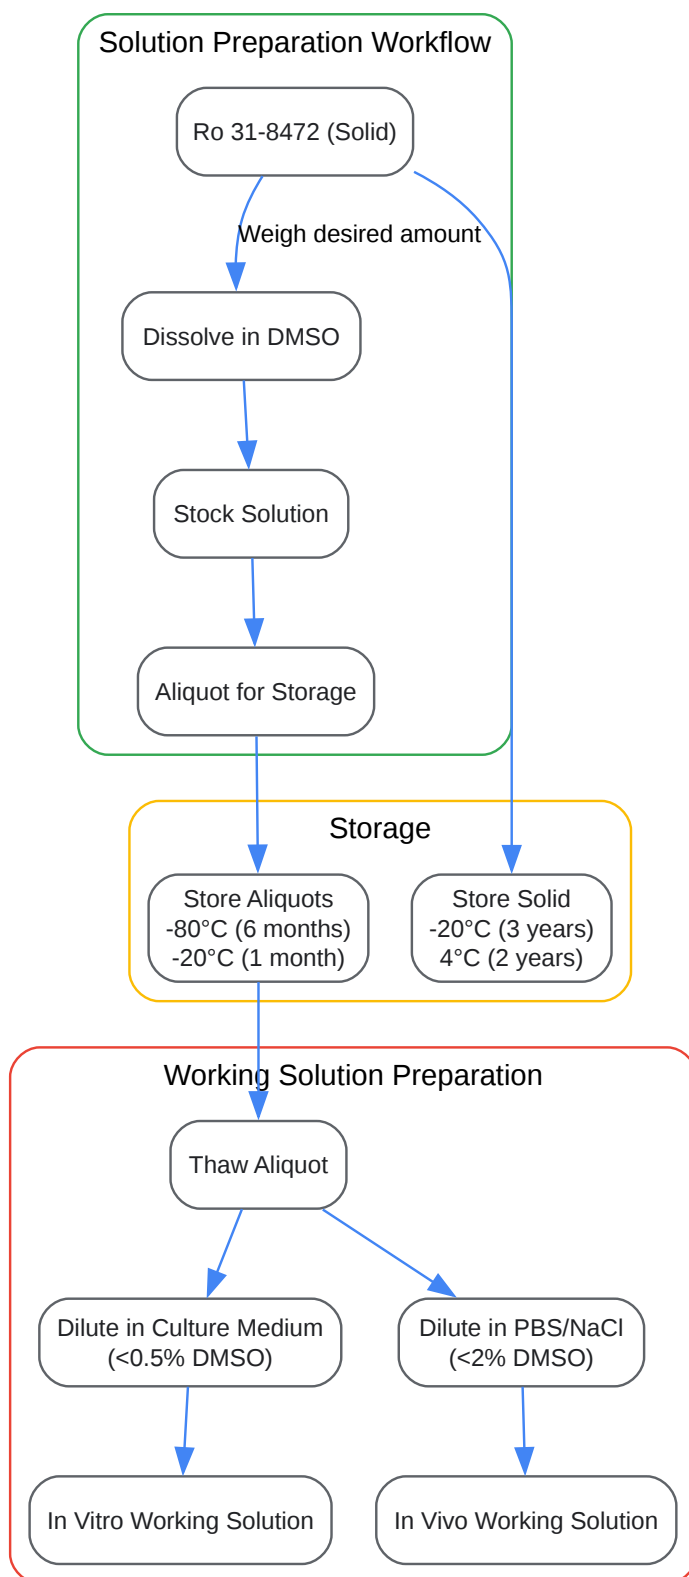 Solution Preparation Workflow
Ro 31-8472 (Solid)
Weigh desired amount
Dissolve in DMSO
Stock Solution
Aliquot for Storage
Storage
Store Aliquots
-80°C (6 months)
-20°C (1 month)
Store Solid
-20°C (3 years)
4°C (2 years)
Working Solution Preparation
Thaw Aliquot
Dilute in Culture Medium
(<0.5% DMSO)
Dilute in PBS/NaCl
(<2% DMSO)
In Vitro Working Solution
In Vivo Working Solution